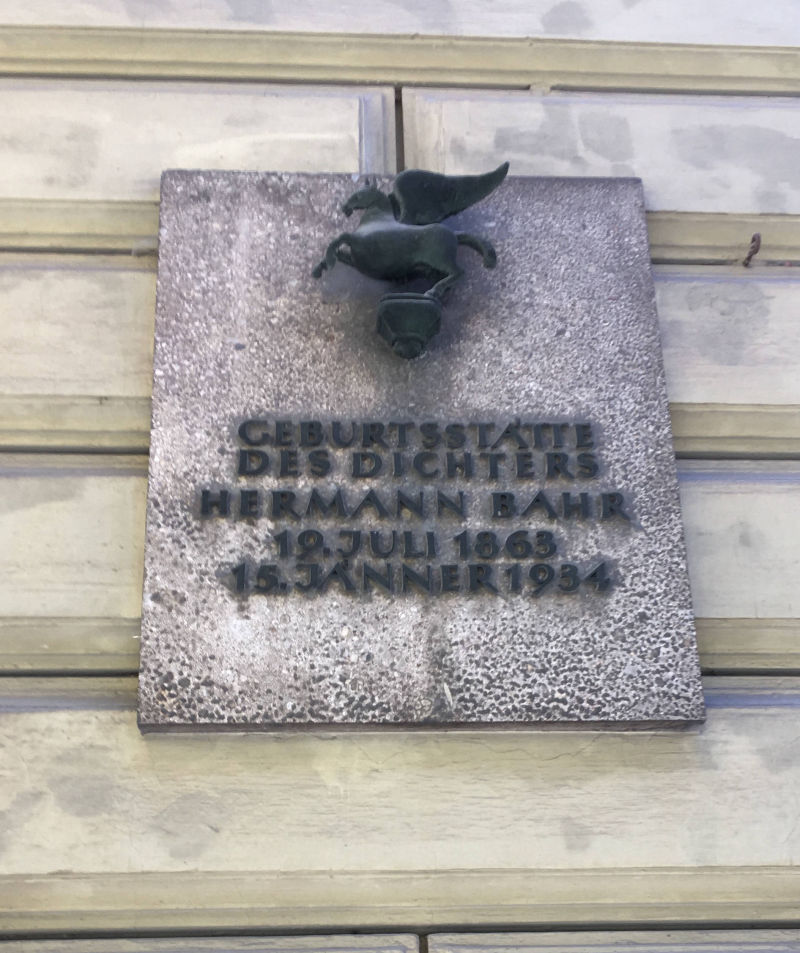 GEBURTSSTÄTTE
DES DICHTERS
HERMANN BAHR
19. JULI 1863
15. JÄNNER 1934